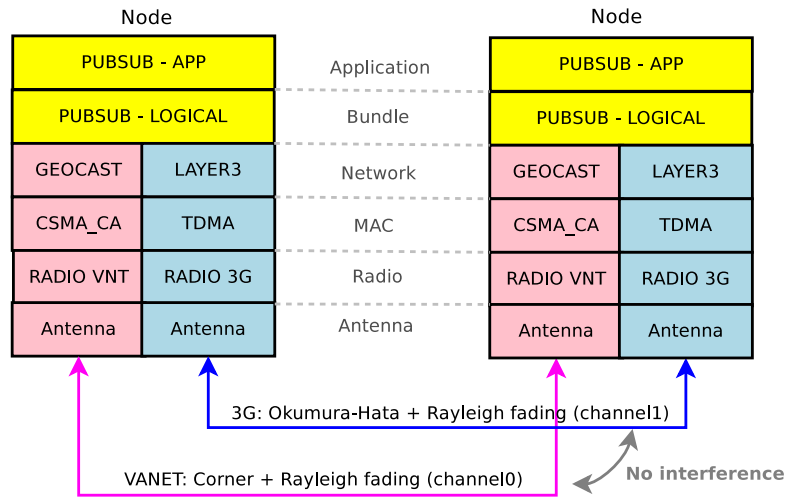 Node Node
PUBSUB - APP Application PUBSUB - APP
PUBSUB - LOGICAL Bundle PUBSUB - LOGICAL
GEOCAST LAYER3 Network GEOCAST LAYER3
CSMA_CA TDMA MAC CSMA_CA TDMA
RADIO VNT RADIO 3G Radio RADIO VNT RADIO 3G
Antenna Antenna Antenna Antenna Antenna
3G: Okumura-Hata + Rayleigh fading (channel1)
VANET: Corner + Rayleigh fading (channel0)
No interference